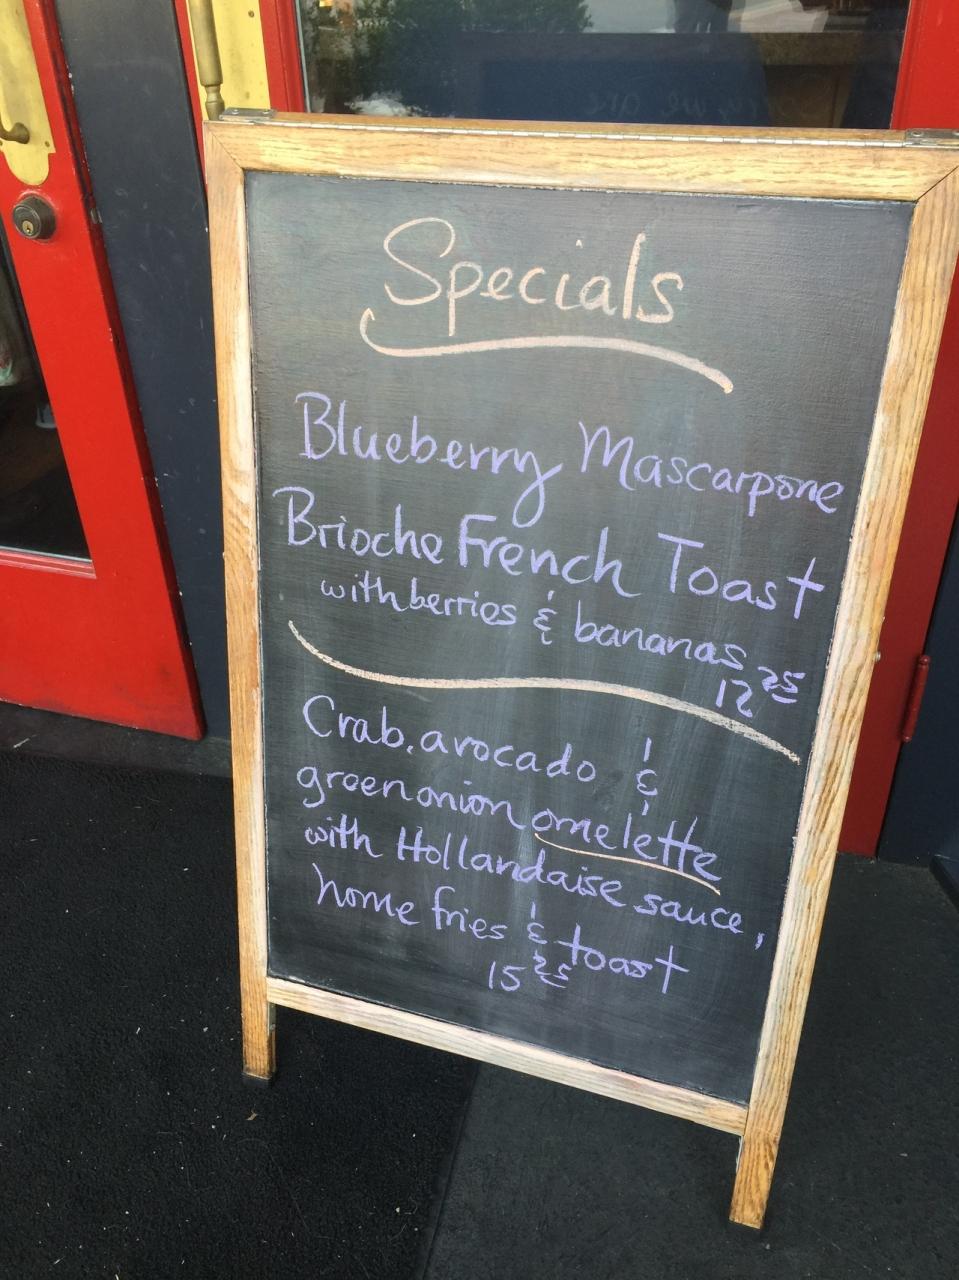 Specials
Blueberry Mascarpone
Brioche French Toast
with berries & bananas
12 25
Crab, avocado &
green onion omelette
with Hollandaise sauce,
home fries & toast
15 25